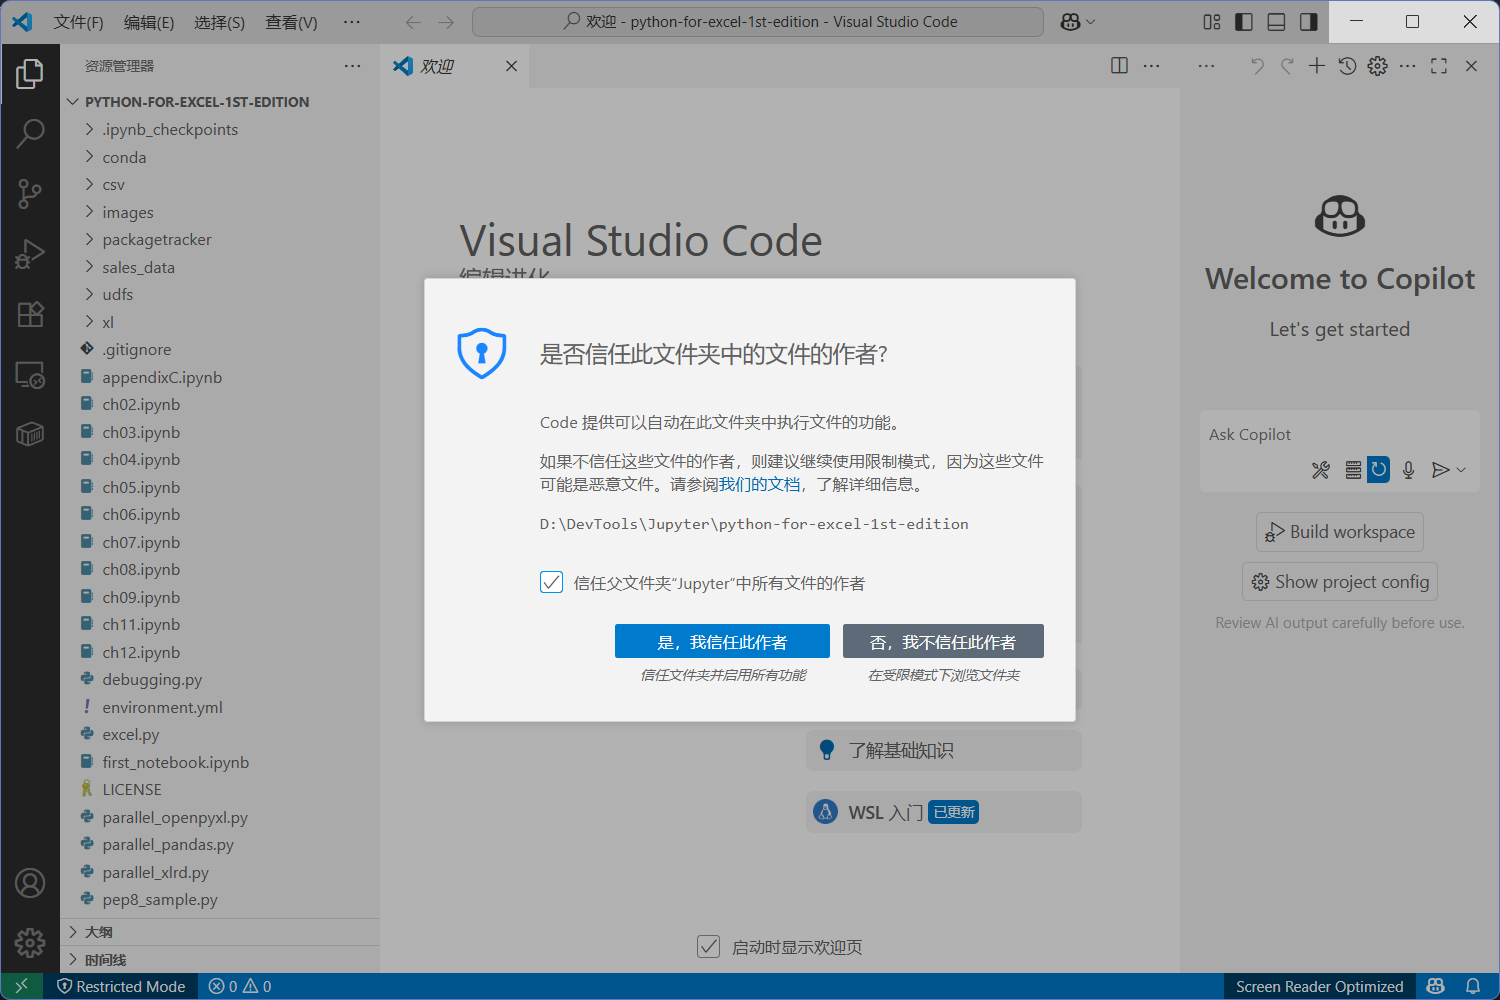 文件(F) 编辑(E) 选择(S) 查看(V) ···
欢迎 - python-for-excel-1st-edition - Visual Studio Code
资源管理器
PYTHON-FOR-EXCEL-1ST-EDITION
.ipynb_checkpoints
conda
csv
images
packagetracker
sales_data
udfs
xl
.gitignore
appendixC.ipynb
ch02.ipynb
ch03.ipynb
ch04.ipynb
ch05.ipynb
ch06.ipynb
ch07.ipynb
ch08.ipynb
ch09.ipynb
ch11.ipynb
ch12.ipynb
debugging.py
environment.yml
excel.py
first_notebook.ipynb
LICENSE
parallel_openpyxl.py
parallel_pandas.py
parallel_xlrd.py
pep8_sample.py
大纲
时间线
欢迎
Visual Studio Code
编辑进化
是否信任此文件夹中的文件的作者?
Code 提供可以自动在此文件夹中执行文件的功能。
如果不信任这些文件的作者，则建议继续使用限制模式，因为这些文件
可能是恶意文件。请参阅我们的文档，了解详细信息。
D:\DevTools\Jupyter\python-for-excel-1st-edition
信任父文件夹“Jupyter”中所有文件的作者
是，我信任此作者
否，我不信任此作者
信任文件夹并启用所有功能
在受限模式下浏览文件夹
了解基础知识
WSL 入门 已更新
启动时显示欢迎页
Welcome to Copilot
Let's get started
Ask Copilot
Build workspace
Show project config
Review AI output carefully before use.
Restricted Mode
0 0
Screen Reader Optimized